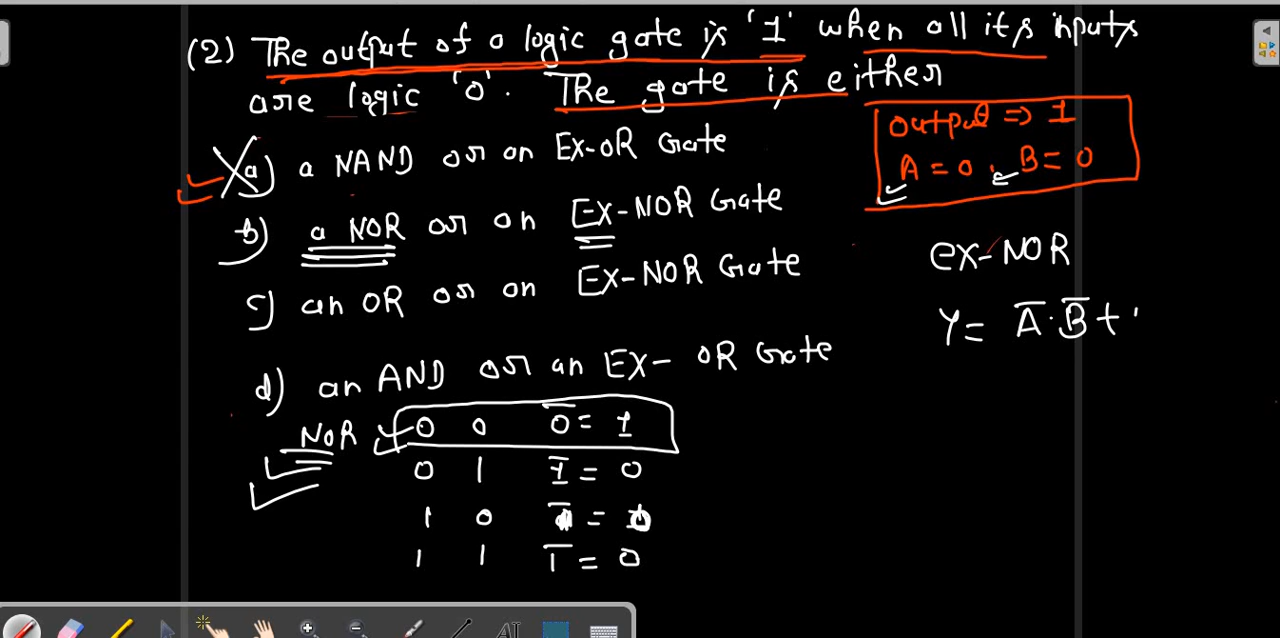 (2) The output of a logic gate is '1' when all its inputs
are logic '0'. The gate is either
output ⇒ 1
A = 0, B = 0
a) a NAND or an Ex-OR Gate
b) a NOR or an EX-NOR Gate
c) an OR or an EX-NOR Gate
d) an AND or an EX-OR Gate
ex-NOR
Y = A̅·B̅ +
NOR 0 0 0̅ = 1
0 1 1̅ = 0
1 0 = 0
1 1 1̅ = 0
AI